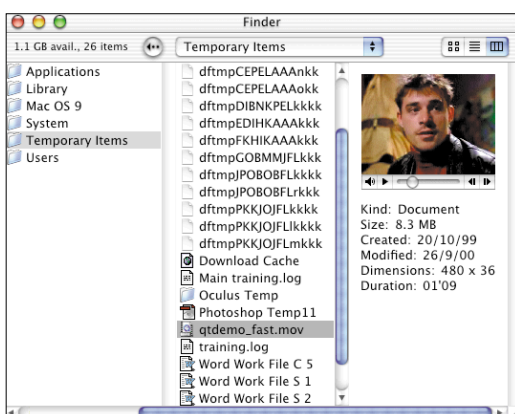 Finder
1.1 GB avail., 26 items
Temporary Items
Applications
Library
Mac OS 9
System
Temporary Items
Users
dftmpCEPELAAAnkk
dftmpCEPELAAAokk
dftmpDIBNKPELkkkk
dftmpEDIHKAAAkkk
dftmpFKHIKAAAkkk
dftmpGOBMMJFLkkk
dftmpJPOBOBFLkkkk
dftmpJPOBOBFLrkkk
dftmpPKKJOJFLkkkk
dftmpPKKJOJFLlkkkk
dftmpPKKJOJFLmkkk
Download Cache
Main training.log
Oculus Temp
Photoshop Temp11
qtdemo_fast.mov
training.log
Word Work File C 5
Word Work File S 1
Word Work File S 2
Kind: Document
Size: 8.3 MB
Created: 20/10/99
Modified: 26/9/00
Dimensions: 480 x 36
Duration: 01'09